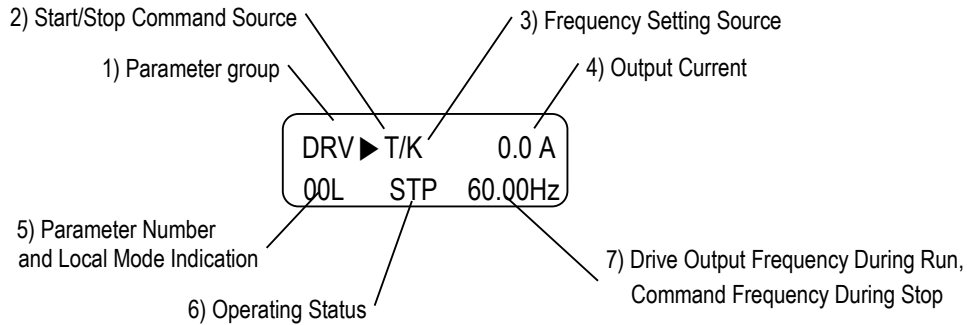 2) Start/Stop Command Source
3) Frequency Setting Source
1) Parameter group
4) Output Current
DRV ▶ T/K 0.0 A
00L STP 60.00Hz
5) Parameter Number
and Local Mode Indication
7) Drive Output Frequency During Run,
Command Frequency During Stop
6) Operating Status